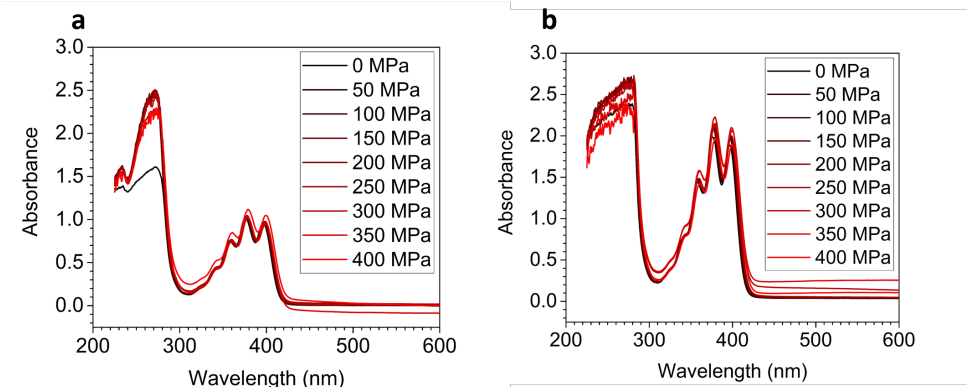 a
3.0
2.5
2.0
1.5
1.0
0.5
0.0
Absorbance
0 MPa
50 MPa
100 MPa
150 MPa
200 MPa
250 MPa
300 MPa
350 MPa
400 MPa
200 300 400 500 600
Wavelength (nm)
b
3.0
2.5
2.0
1.5
1.0
0.5
0.0
Absorbance
0 MPa
50 MPa
100 MPa
150 MPa
200 MPa
250 MPa
300 MPa
350 MPa
400 MPa
200 300 400 500 600
Wavelength (nm)